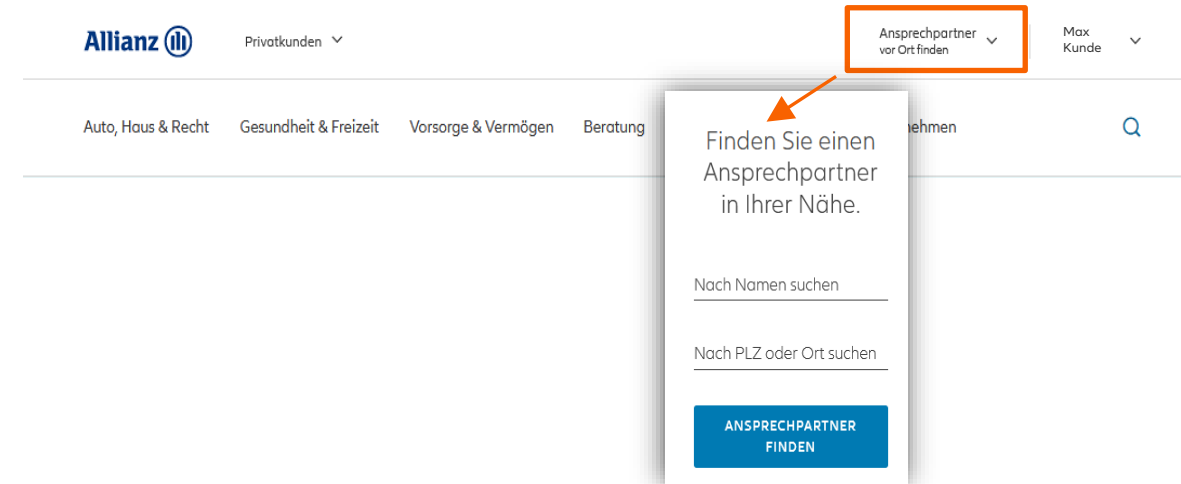 Allianz
Privatkunden
Ansprechpartner
vor Ort finden
Max
Kunde
Auto, Haus & Recht
Gesundheit & Freizeit
Vorsorge & Vermögen
Beratung
Finden Sie einen
Ansprechpartner
in Ihrer Nähe.
Nach Namen suchen
Nach PLZ oder Ort suchen
ANSPRECHPARTNER
FINDEN